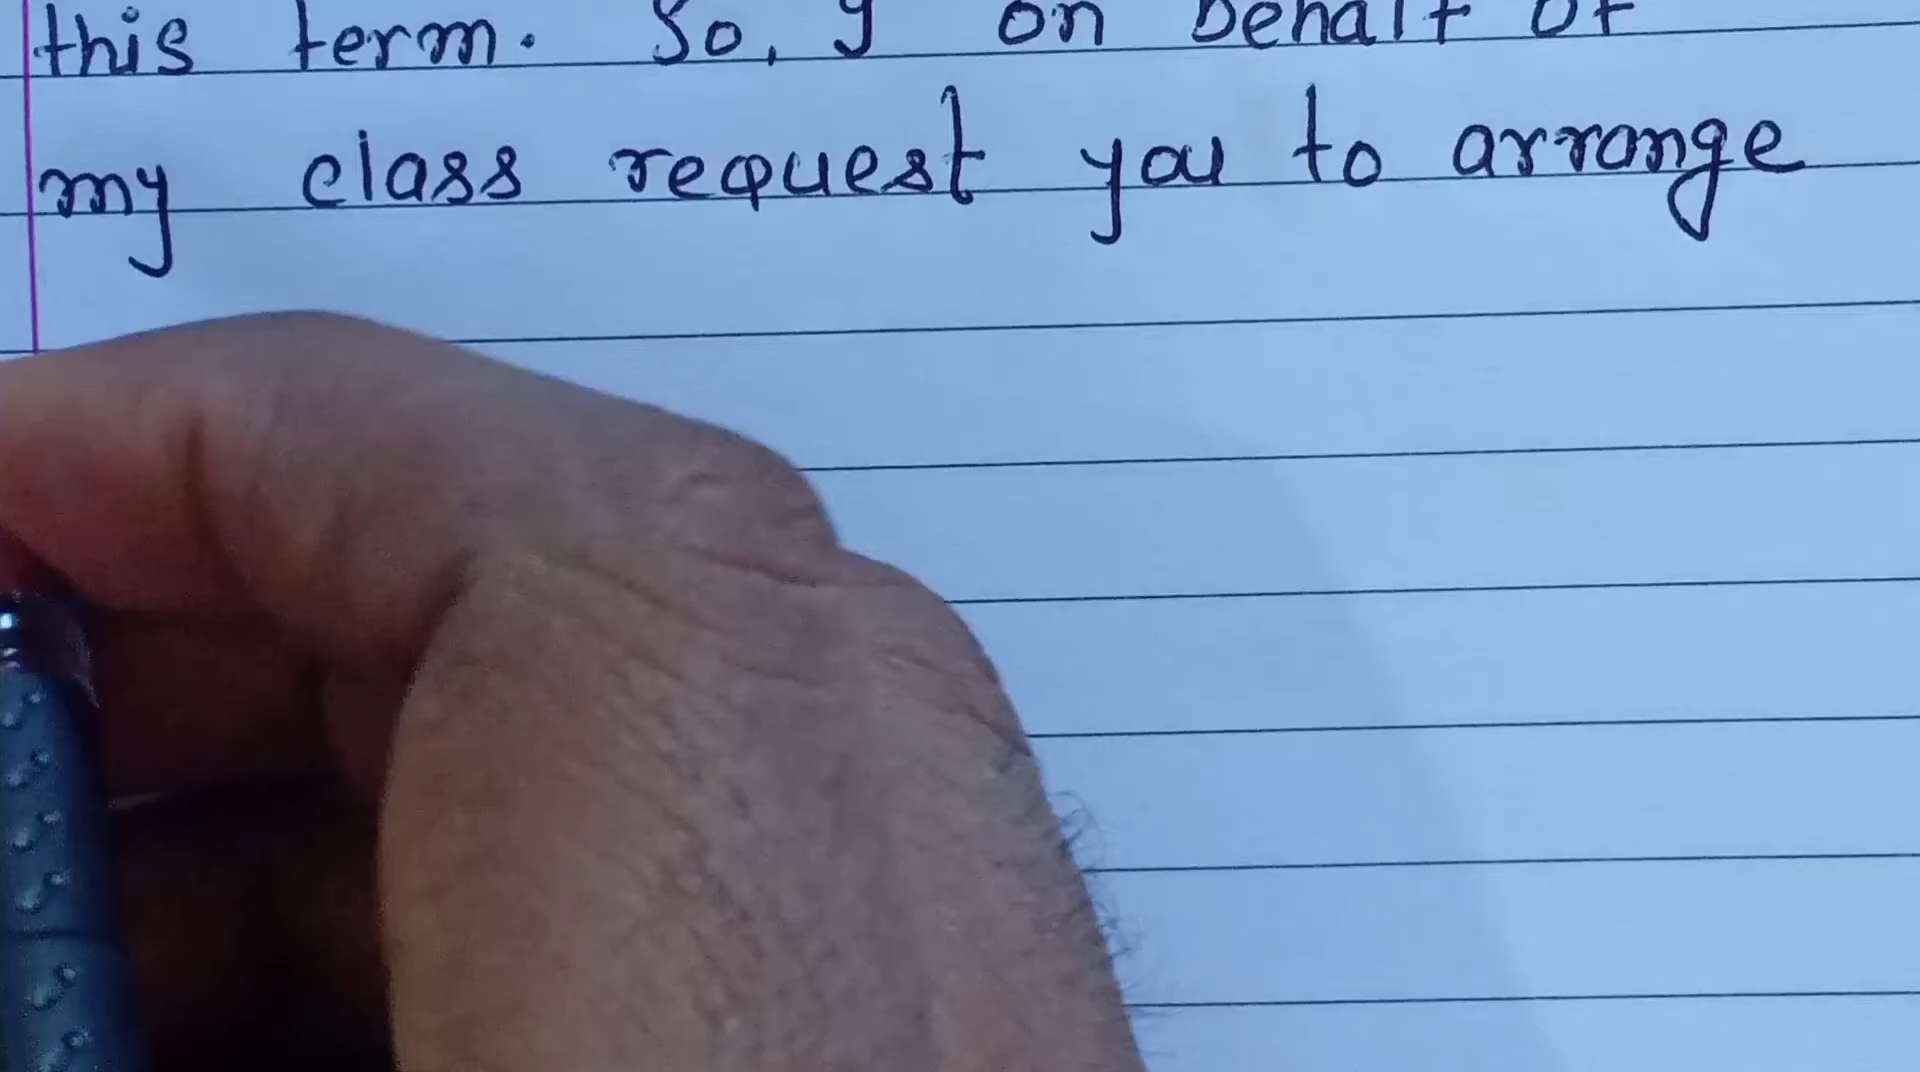 this term. So, I on behalf of
my class request you to arrange